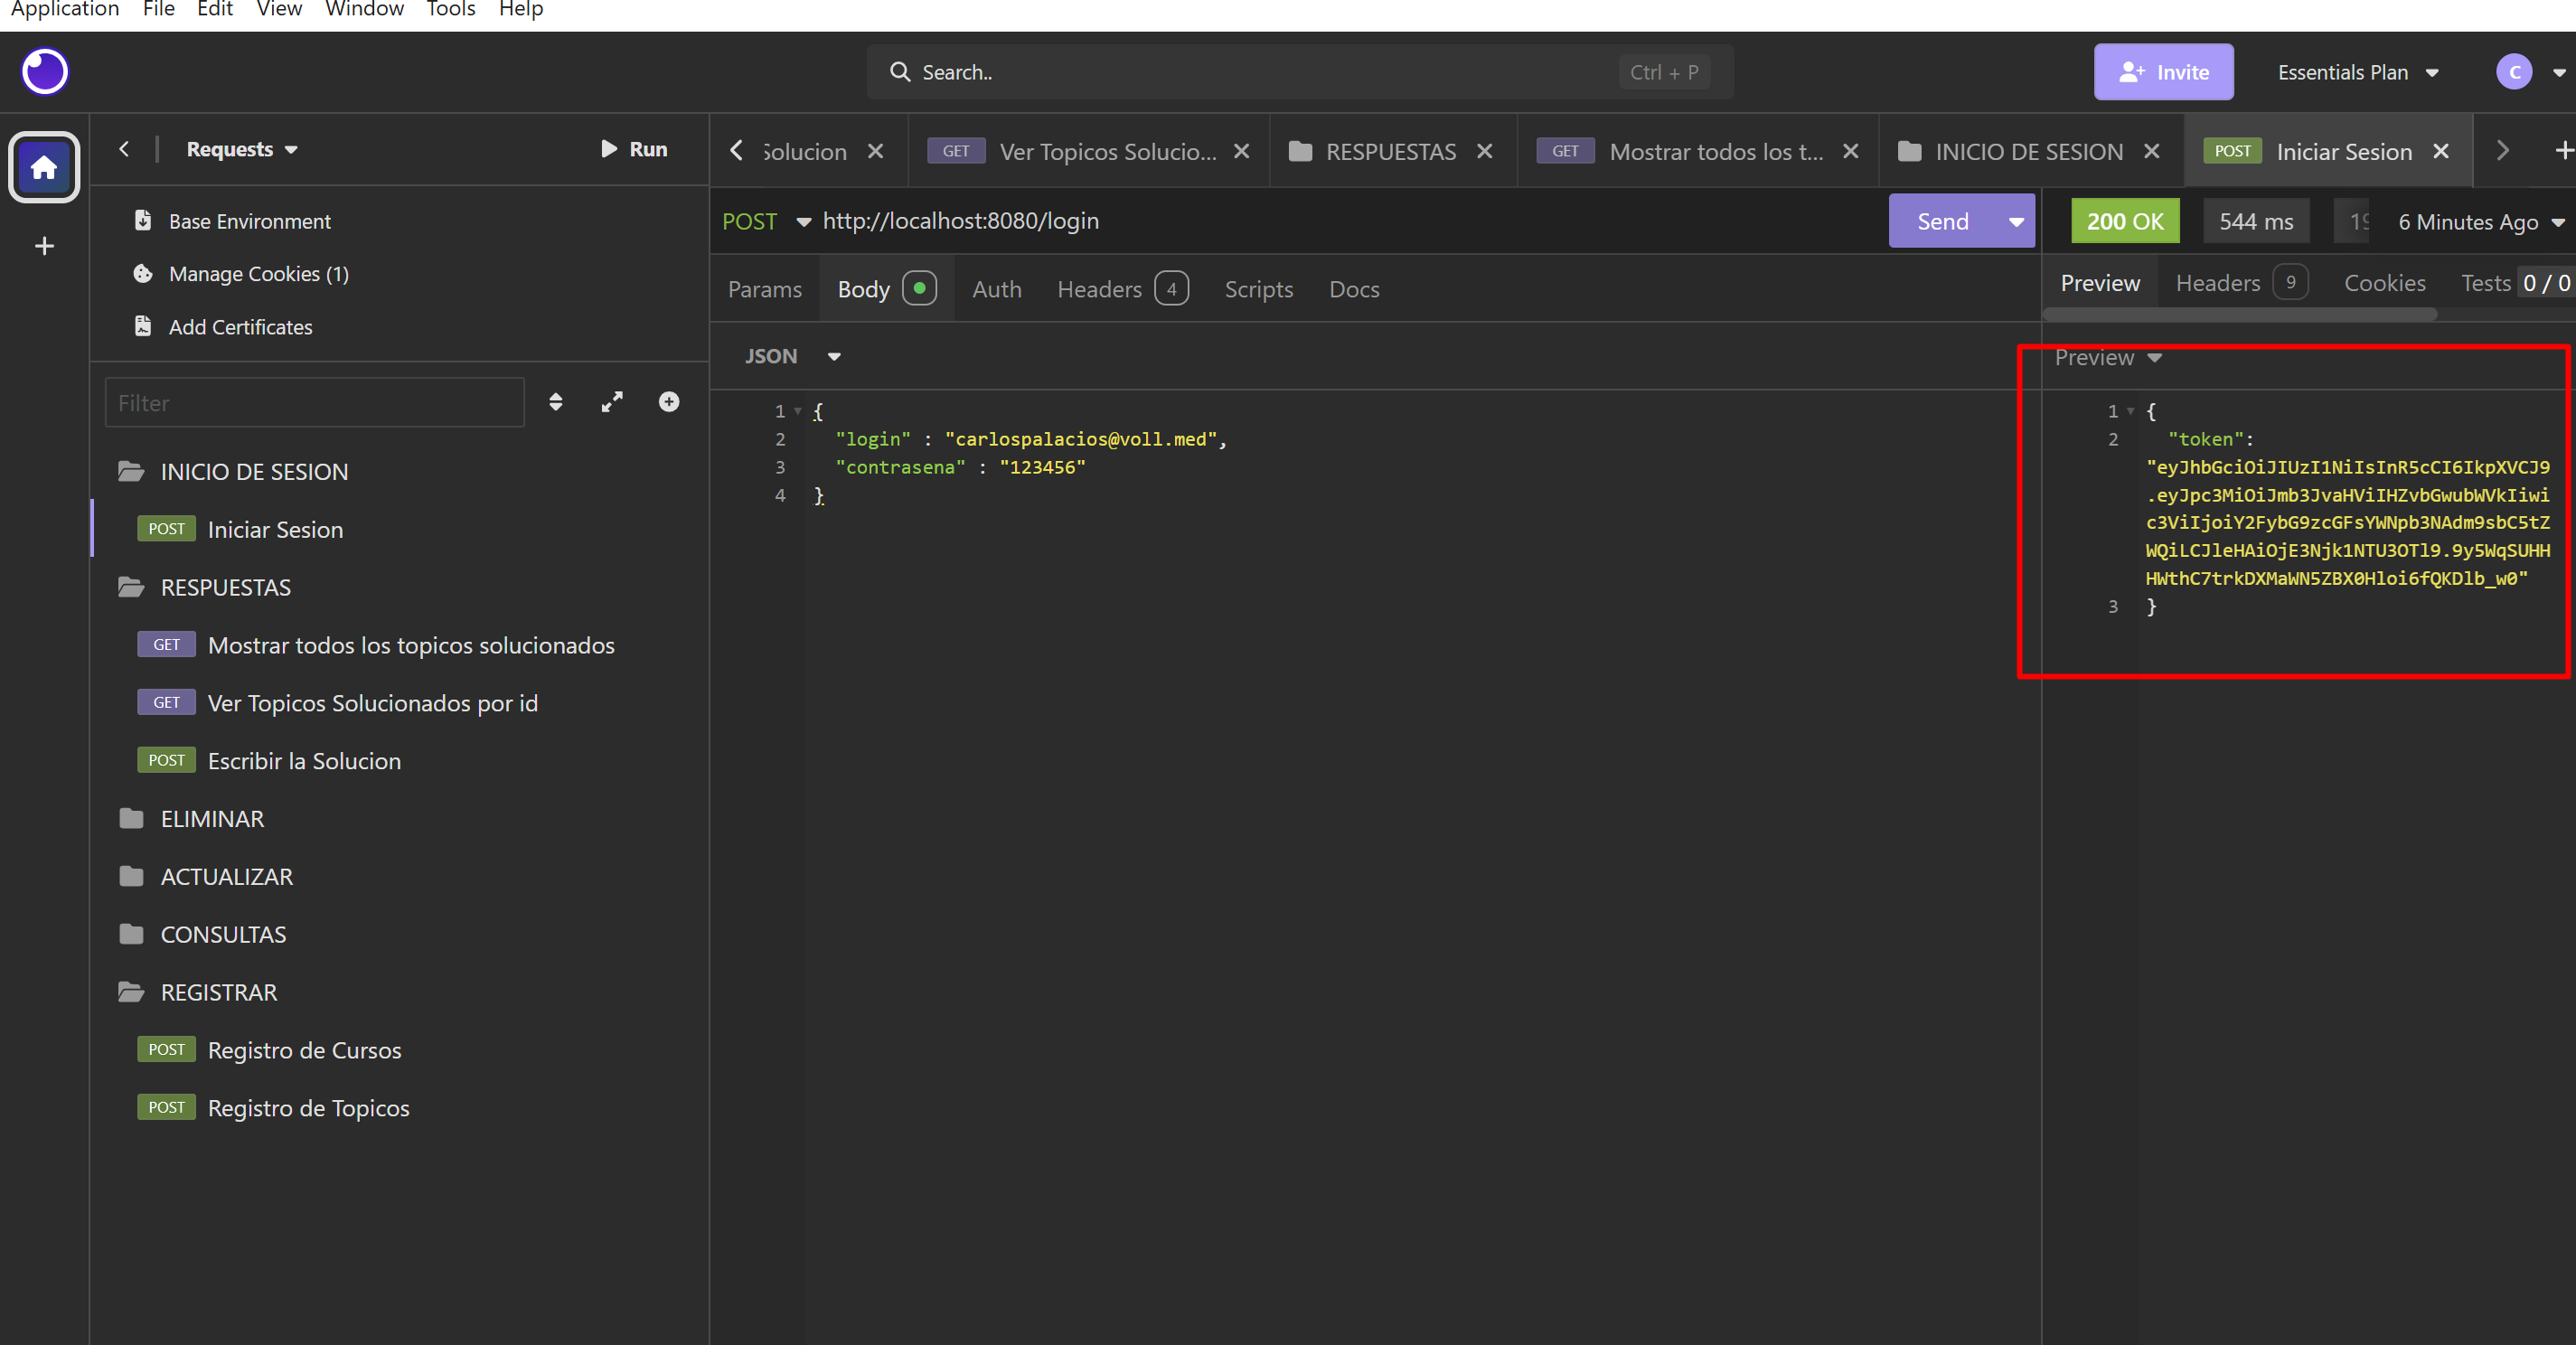 Application File Edit View Window Tools Help
Search.. Ctrl + P Invite Essentials Plan C
Requests Run
Solucion GET Ver Topicos Solucio... RESPUESTAS GET Mostrar todos los t... INICIO DE SESION POST Iniciar Sesion
Base Environment
Manage Cookies (1)
Add Certificates
Filter
INICIO DE SESION
POST Iniciar Sesion
RESPUESTAS
GET Mostrar todos los topicos solucionados
GET Ver Topicos Solucionados por id
POST Escribir la Solucion
ELIMINAR
ACTUALIZAR
CONSULTAS
REGISTRAR
POST Registro de Cursos
POST Registro de Topicos
POST http://localhost:8080/login Send
Params Body Auth Headers 4 Scripts Docs
JSON
1 {
2 "login" : "carlospalacios@voll.med",
3 "contrasena" : "123456"
4 }
200 OK 544 ms 6 Minutes Ago
Preview Headers 9 Cookies Tests 0 / 0
Preview
1 {
2 "token":
"eyJhbGciOiJIUzI1NiIsInR5cCI6IkpXVCJ9
.eyJpc3MiOiJmb3JvaHViIHZvbGwubWVkIiwi
c3ViIjoiY2FybG9zcGFsYWNpb3NAdm9sbC5tZ
WQiLCJleHAiOjE3Njk1NTU3OTl9.9y5WqSUHH
HWthC7trkDXMaWN5ZBX0Hloi6fQKDlb_w0"
3 }